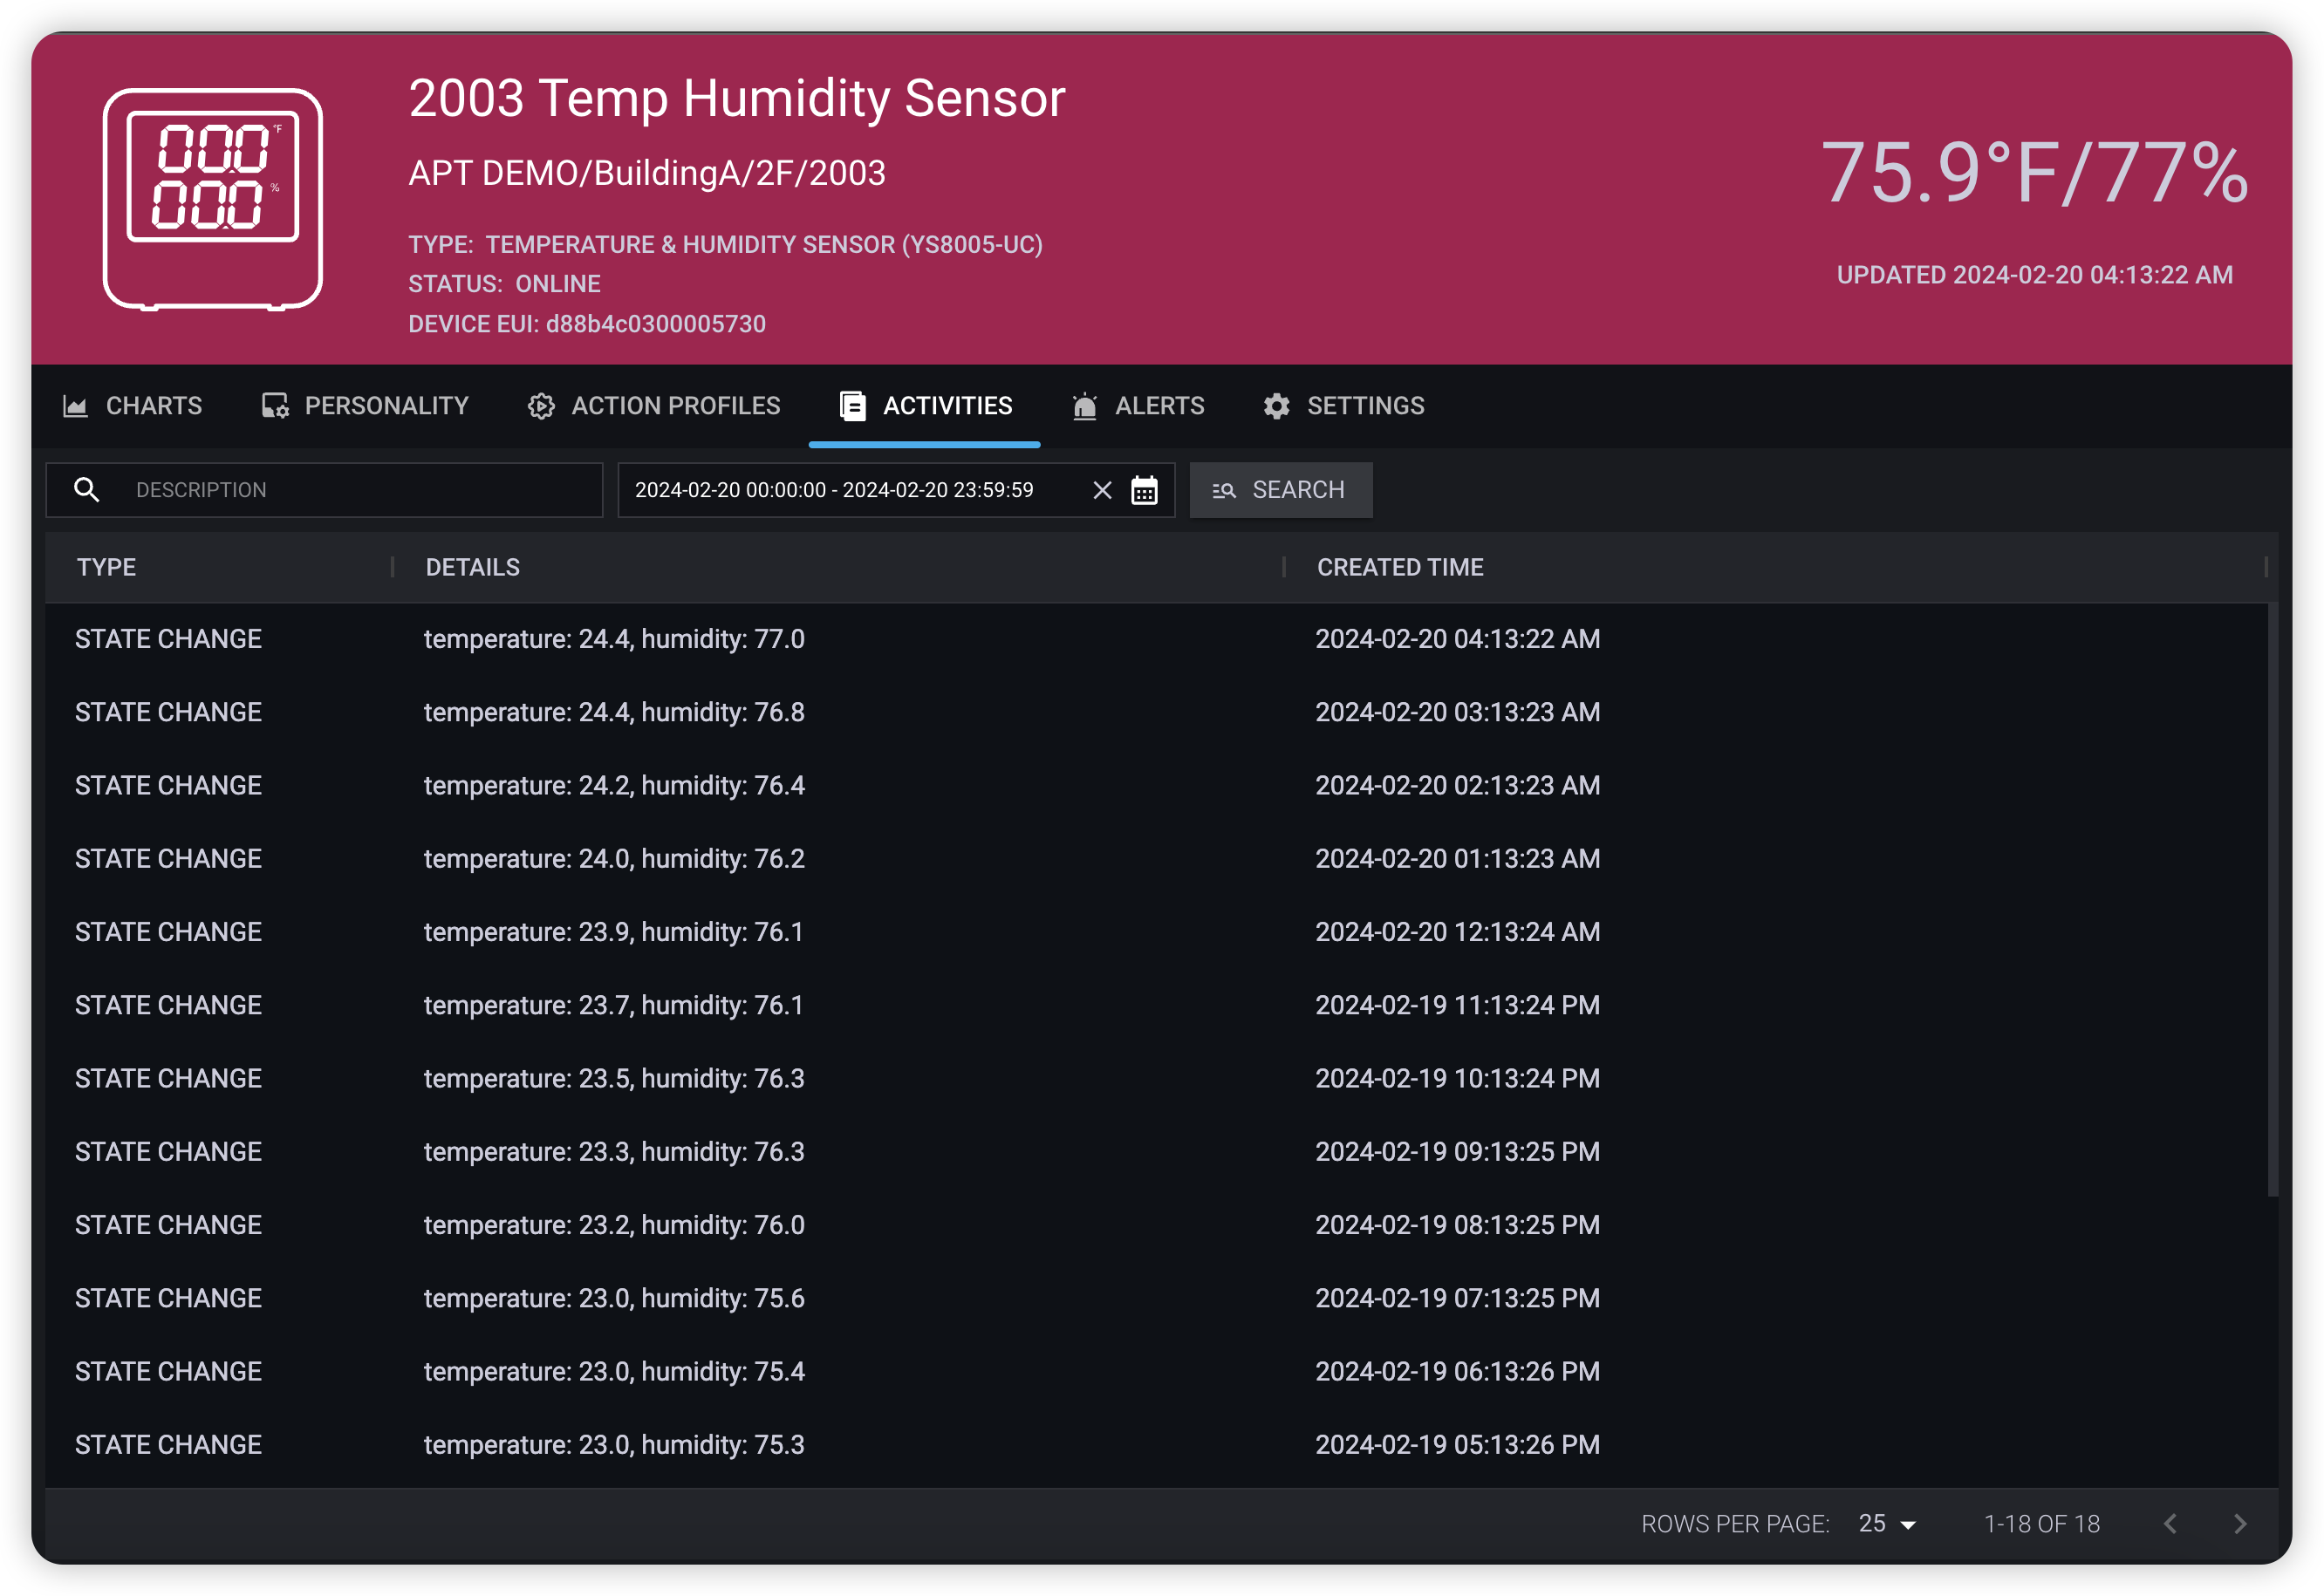 000 °F
000 %
2003 Temp Humidity Sensor
APT DEMO/BuildingA/2F/2003
TYPE: TEMPERATURE & HUMIDITY SENSOR (YS8005-UC)
STATUS: ONLINE
DEVICE EUI: d88b4c0300005730
75.9°F/77%
UPDATED 2024-02-20 04:13:22 AM
CHARTS PERSONALITY ACTION PROFILES ACTIVITIES ALERTS SETTINGS
DESCRIPTION 2024-02-20 00:00:00 - 2024-02-20 23:59:59 SEARCH
TYPE DETAILS CREATED TIME
STATE CHANGE temperature: 24.4, humidity: 77.0 2024-02-20 04:13:22 AM
STATE CHANGE temperature: 24.4, humidity: 76.8 2024-02-20 03:13:23 AM
STATE CHANGE temperature: 24.2, humidity: 76.4 2024-02-20 02:13:23 AM
STATE CHANGE temperature: 24.0, humidity: 76.2 2024-02-20 01:13:23 AM
STATE CHANGE temperature: 23.9, humidity: 76.1 2024-02-20 12:13:24 AM
STATE CHANGE temperature: 23.7, humidity: 76.1 2024-02-19 11:13:24 PM
STATE CHANGE temperature: 23.5, humidity: 76.3 2024-02-19 10:13:24 PM
STATE CHANGE temperature: 23.3, humidity: 76.3 2024-02-19 09:13:25 PM
STATE CHANGE temperature: 23.2, humidity: 76.0 2024-02-19 08:13:25 PM
STATE CHANGE temperature: 23.0, humidity: 75.6 2024-02-19 07:13:25 PM
STATE CHANGE temperature: 23.0, humidity: 75.4 2024-02-19 06:13:26 PM
STATE CHANGE temperature: 23.0, humidity: 75.3 2024-02-19 05:13:26 PM
ROWS PER PAGE: 25 1-18 OF 18